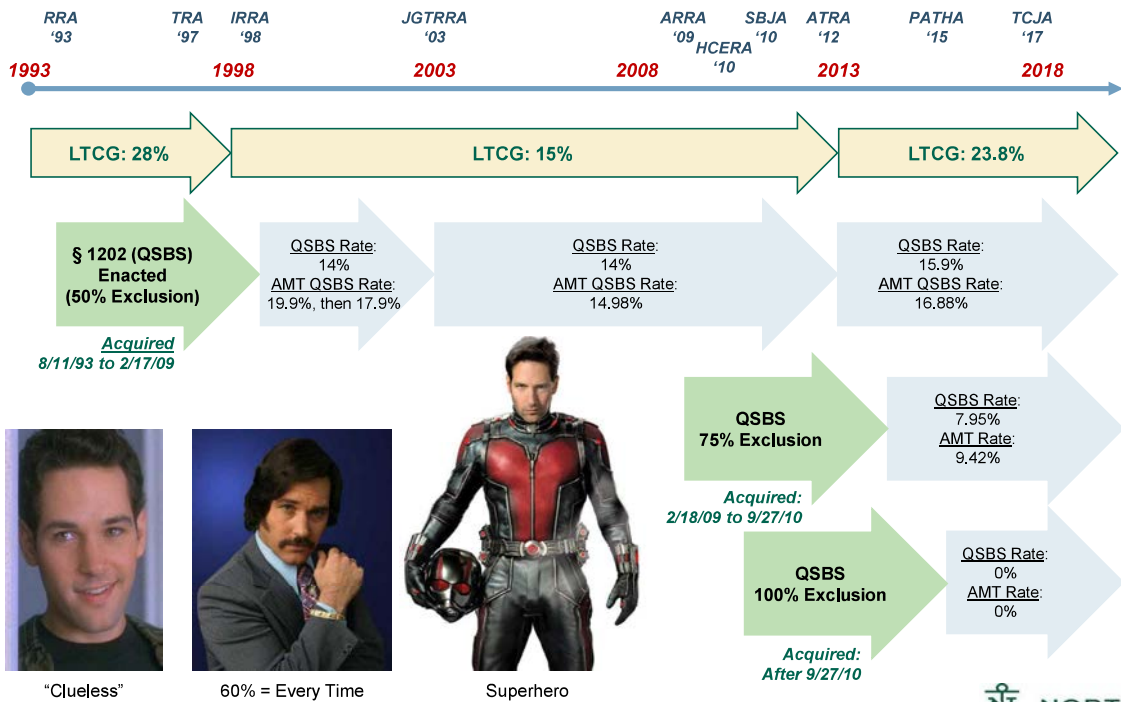 RRA
‘93
TRA
‘97
IRRA
‘98
JGTRRA
‘03
ARRA
‘09
HCERA
‘10
SBJA
‘10
ATRA
‘12
PATHA
‘15
TCJA
‘17
1993
1998
2003
2008
2013
2018
LTCG: 28%
LTCG: 15%
LTCG: 23.8%
§ 1202 (QSBS)
Enacted
(50% Exclusion)
QSBS Rate:
14%
AMT QSBS Rate:
19.9%, then 17.9%
QSBS Rate:
14%
AMT QSBS Rate:
14.98%
QSBS Rate:
15.9%
AMT QSBS Rate:
16.88%
Acquired
8/11/93 to 2/17/09
QSBS
75% Exclusion
QSBS Rate:
7.95%
AMT Rate:
9.42%
Acquired:
2/18/09 to 9/27/10
QSBS
100% Exclusion
QSBS Rate:
0%
AMT Rate:
0%
Acquired:
After 9/27/10
“Clueless”
60% = Every Time
Superhero